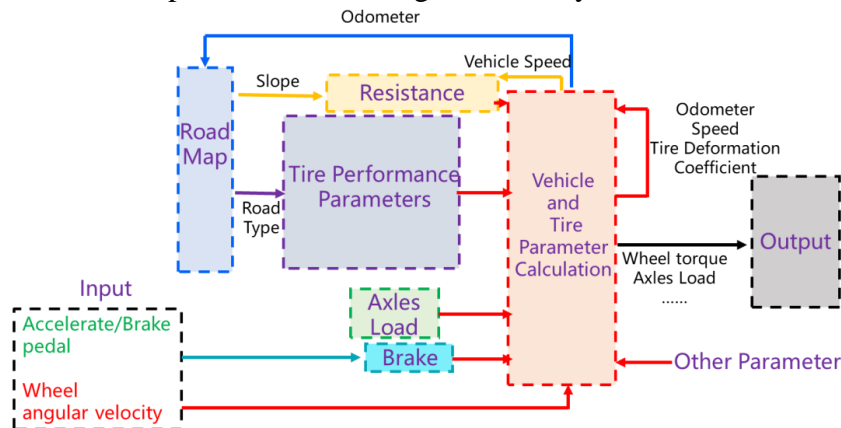 Odometer
Vehicle Speed
Slope
Resistance
Road
Map
Odometer
Speed
Tire Deformation
Coefficient
Tire Performance
Parameters
Road
Type
Vehicle
and
Tire
Parameter
Calculation
Output
Wheel torque
Axles Load
......
Input
Axles
Load
Accelerate/Brake
pedal
Brake
Other Parameter
Wheel
angular velocity